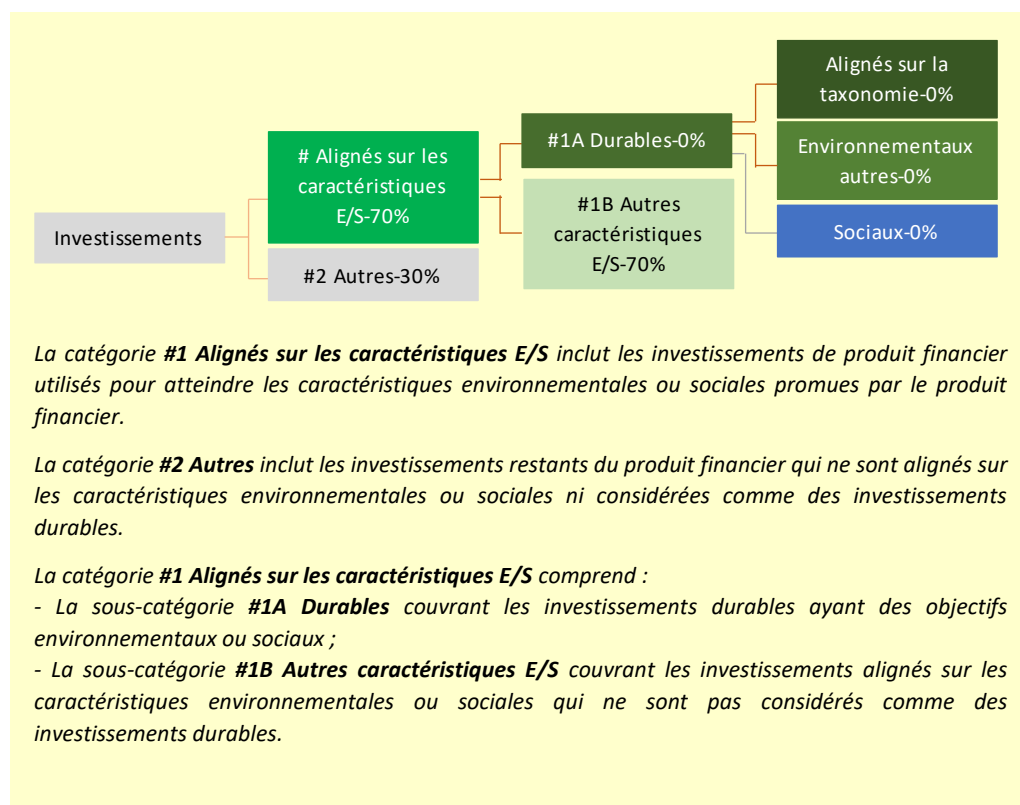 Investissements
# Alignés sur les
caractéristiques
E/S-70%
#2 Autres-30%
#1A Durables-0%
#1B Autres
caractéristiques
E/S-70%
Alignés sur la
taxonomie-0%
Environnementaux
autres-0%
Sociaux-0%
La catégorie #1 Alignés sur les caractéristiques E/S inclut les investissements de produit financier
utilisés pour atteindre les caractéristiques environnementales ou sociales promues par le produit
financier.
La catégorie #2 Autres inclut les investissements restants du produit financier qui ne sont alignés sur
les caractéristiques environnementales ou sociales ni considérées comme des investissements
durables.
La catégorie #1 Alignés sur les caractéristiques E/S comprend :
- La sous-catégorie #1A Durables couvrant les investissements durables ayant des objectifs
environnementaux ou sociaux ;
- La sous-catégorie #1B Autres caractéristiques E/S couvrant les investissements alignés sur les
caractéristiques environnementales ou sociales qui ne sont pas considérés comme des
investissements durables.